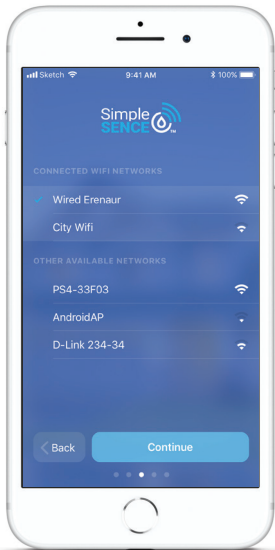 Sketch 9:41 AM 100%
Simple
SENCE™
CONNECTED WIFI NETWORKS
Wired Erenaur
City Wifi
OTHER AVAILABLE NETWORKS
PS4-33F03
AndroidAP
D-Link 234-34
Back Continue